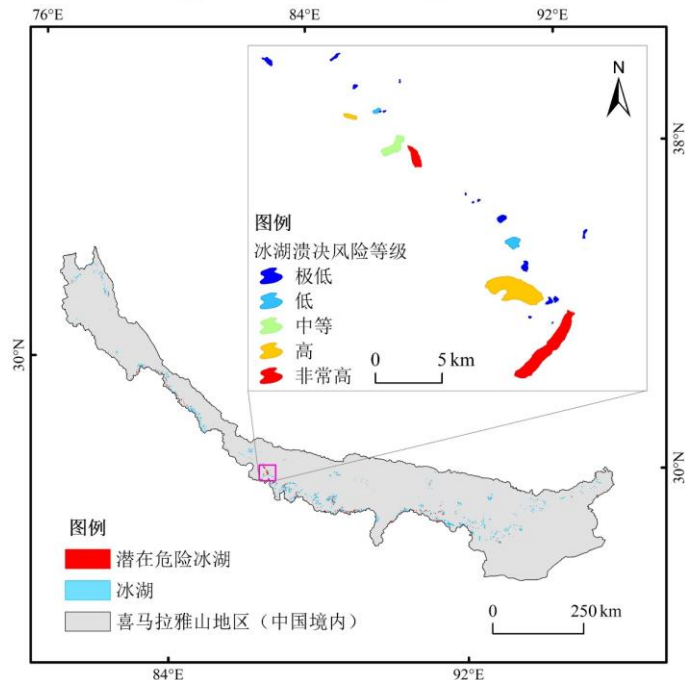 76°E 84°E 92°E
N
38°N
图例
冰湖溃决风险等级
极低
低
中等
高
非常高
0 5 km
30°N
30°N
图例
潜在危险冰湖
冰湖
喜马拉雅山地区（中国境内）
0 250 km
84°E 92°E